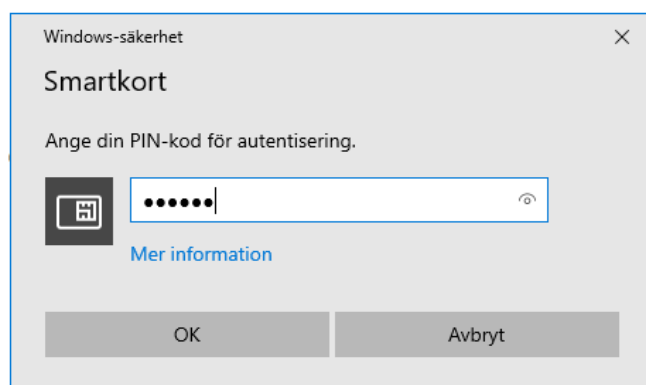 Windows-säkerhet
Smartkort
Ange din PIN-kod för autentisering.
●●●●●●
Mer information
OK
Avbryt